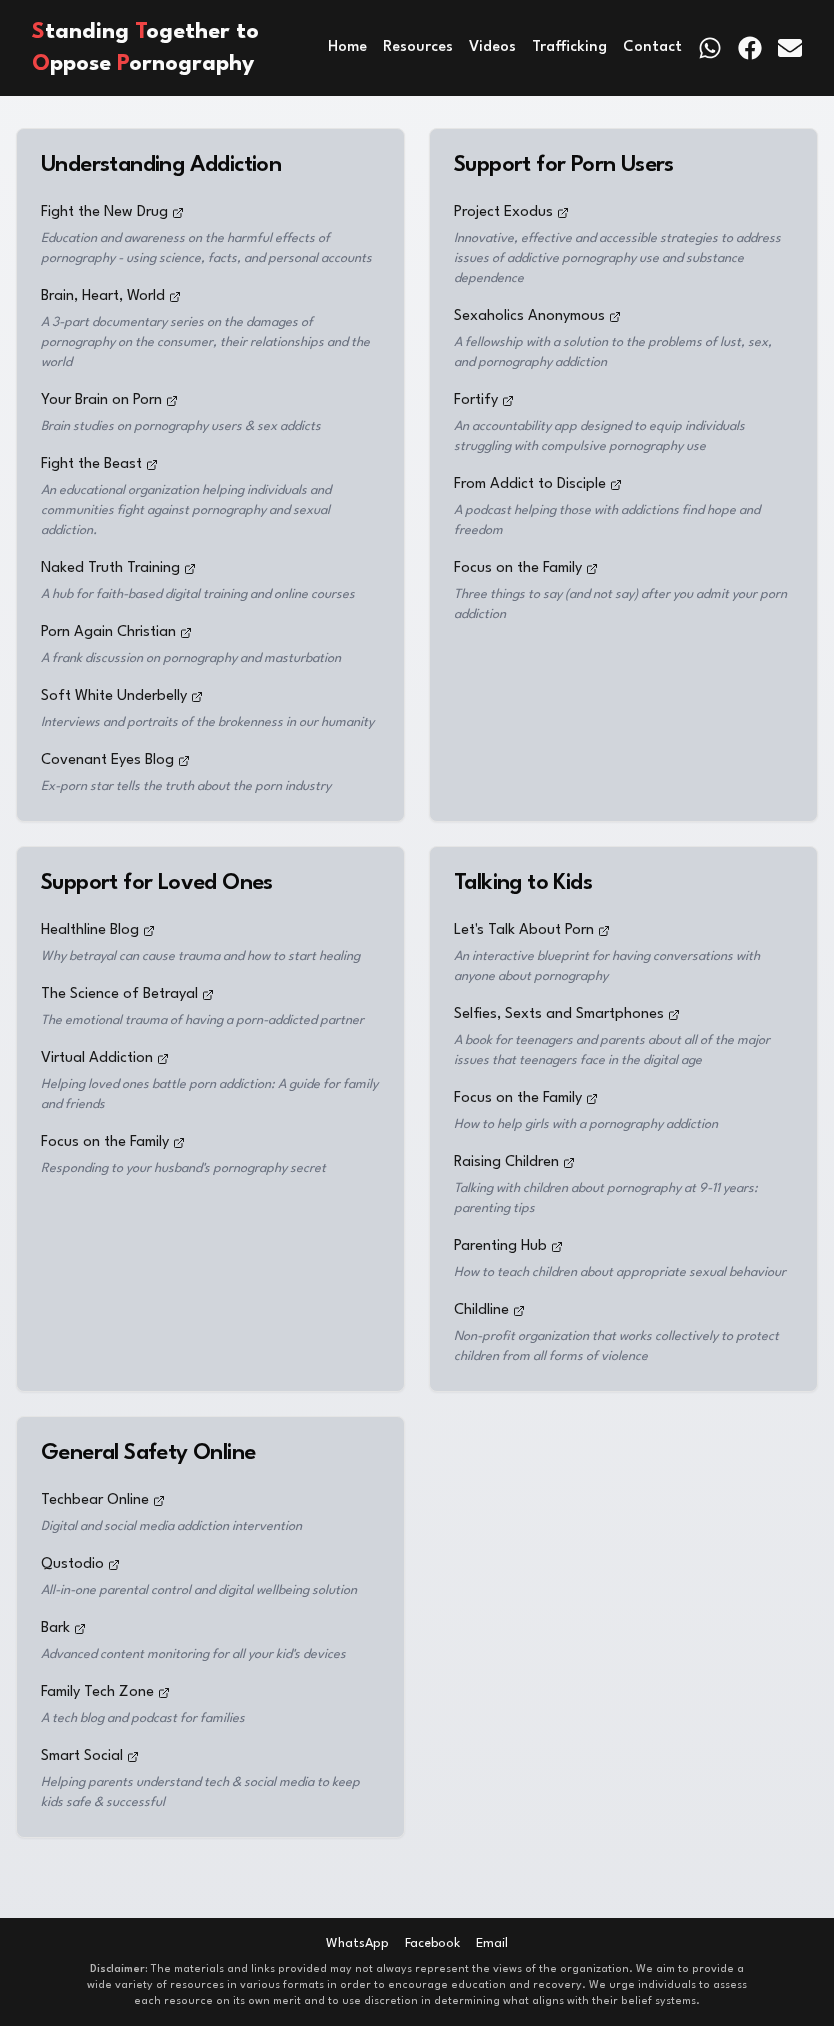 Standing Together to
Oppose Pornography
Home Resources Videos Trafficking Contact
Understanding Addiction
Fight the New Drug
Education and awareness on the harmful effects of
pornography - using science, facts, and personal accounts
Brain, Heart, World
A 3-part documentary series on the damages of
pornography on the consumer, their relationships and the
world
Your Brain on Porn
Brain studies on pornography users & sex addicts
Fight the Beast
An educational organization helping individuals and
communities fight against pornography and sexual
addiction.
Naked Truth Training
A hub for faith-based digital training and online courses
Porn Again Christian
A frank discussion on pornography and masturbation
Soft White Underbelly
Interviews and portraits of the brokenness in our humanity
Covenant Eyes Blog
Ex-porn star tells the truth about the porn industry
Support for Porn Users
Project Exodus
Innovative, effective and accessible strategies to address
issues of addictive pornography use and substance
dependence
Sexaholics Anonymous
A fellowship with a solution to the problems of lust, sex,
and pornography addiction
Fortify
An accountability app designed to equip individuals
struggling with compulsive pornography use
From Addict to Disciple
A podcast helping those with addictions find hope and
freedom
Focus on the Family
Three things to say (and not say) after you admit your porn
addiction
Support for Loved Ones
Healthline Blog
Why betrayal can cause trauma and how to start healing
The Science of Betrayal
The emotional trauma of having a porn-addicted partner
Virtual Addiction
Helping loved ones battle porn addiction: A guide for family
and friends
Focus on the Family
Responding to your husband's pornography secret
Talking to Kids
Let's Talk About Porn
An interactive blueprint for having conversations with
anyone about pornography
Selfies, Sexts and Smartphones
A book for teenagers and parents about all of the major
issues that teenagers face in the digital age
Focus on the Family
How to help girls with a pornography addiction
Raising Children
Talking with children about pornography at 9-11 years:
parenting tips
Parenting Hub
How to teach children about appropriate sexual behaviour
Childline
Non-profit organization that works collectively to protect
children from all forms of violence
General Safety Online
Techbear Online
Digital and social media addiction intervention
Qustodio
All-in-one parental control and digital wellbeing solution
Bark
Advanced content monitoring for all your kid's devices
Family Tech Zone
A tech blog and podcast for families
Smart Social
Helping parents understand tech & social media to keep
kids safe & successful
WhatsApp Facebook Email
Disclaimer: The materials and links provided may not always represent the views of the organization. We aim to provide a
wide variety of resources in various formats in order to encourage education and recovery. We urge individuals to assess
each resource on its own merit and to use discretion in determining what aligns with their belief systems.